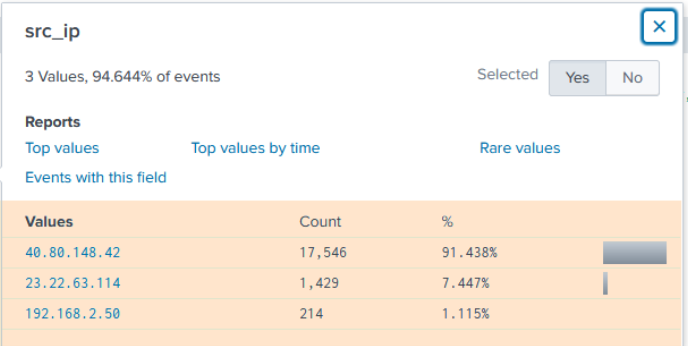 src_ip
3 Values, 94.644% of events
Selected Yes No
Reports
Top values Top values by time Rare values
Events with this field
Values Count %
40.80.148.42 17,546 91.438%
23.22.63.114 1,429 7.447%
192.168.2.50 214 1.115%